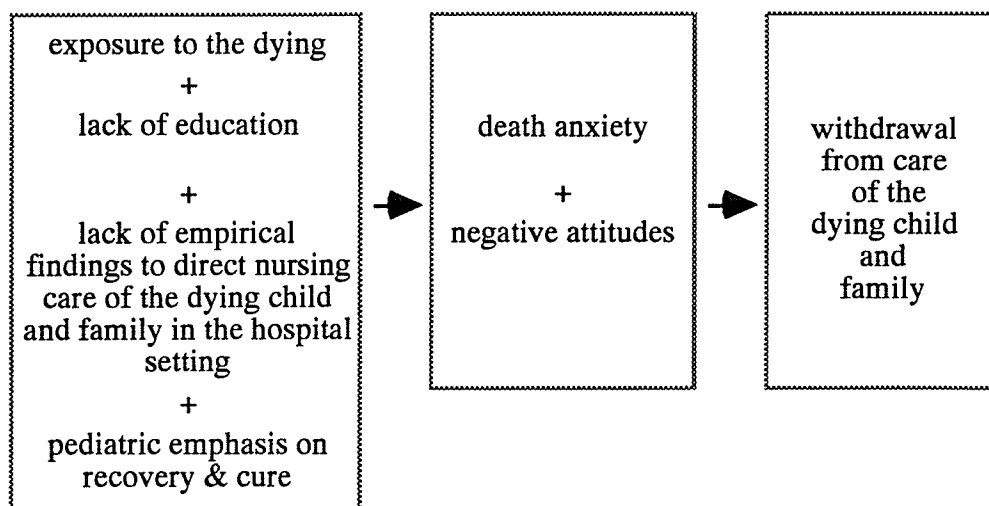 exposure to the dying
+
lack of education
+
lack of empirical
findings to direct nursing
care of the dying child
and family in the hospital
setting
+
pediatric emphasis on
recovery & cure
death anxiety
+
negative attitudes
withdrawal
from care
of the
dying child
and
family